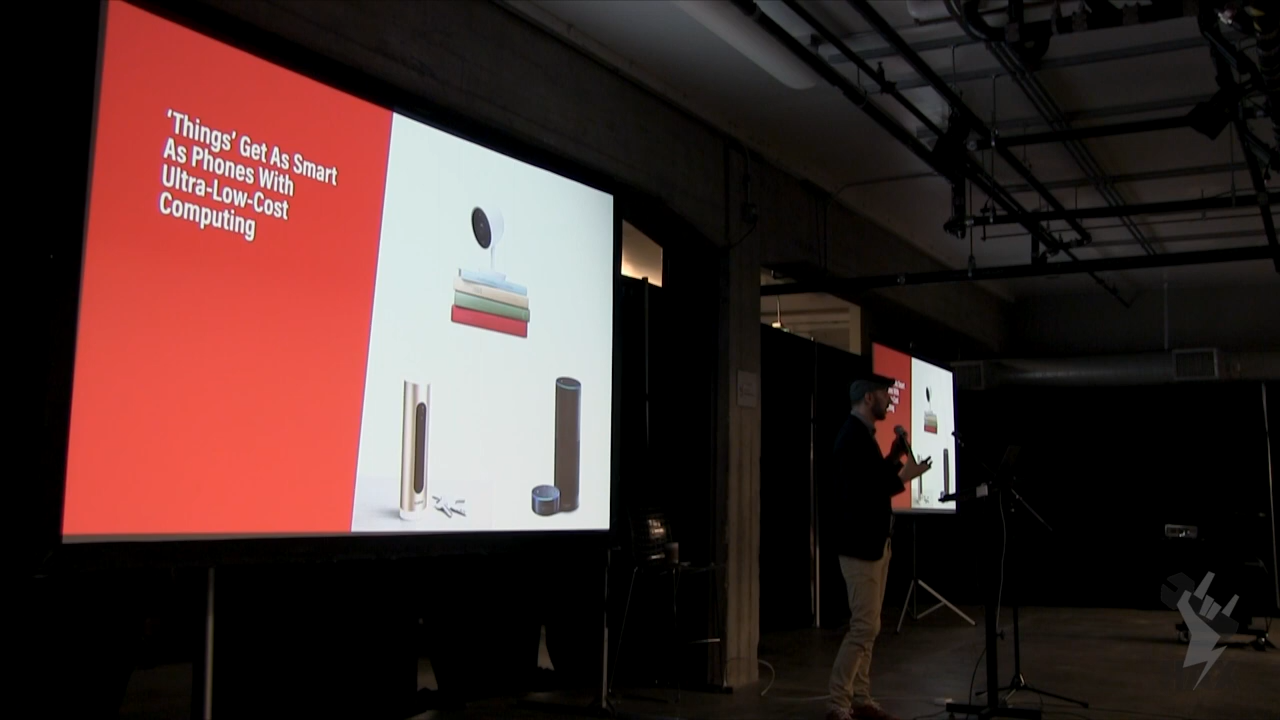 'Things' Get As Smart
As Phones With
Ultra-Low-Cost
Computing